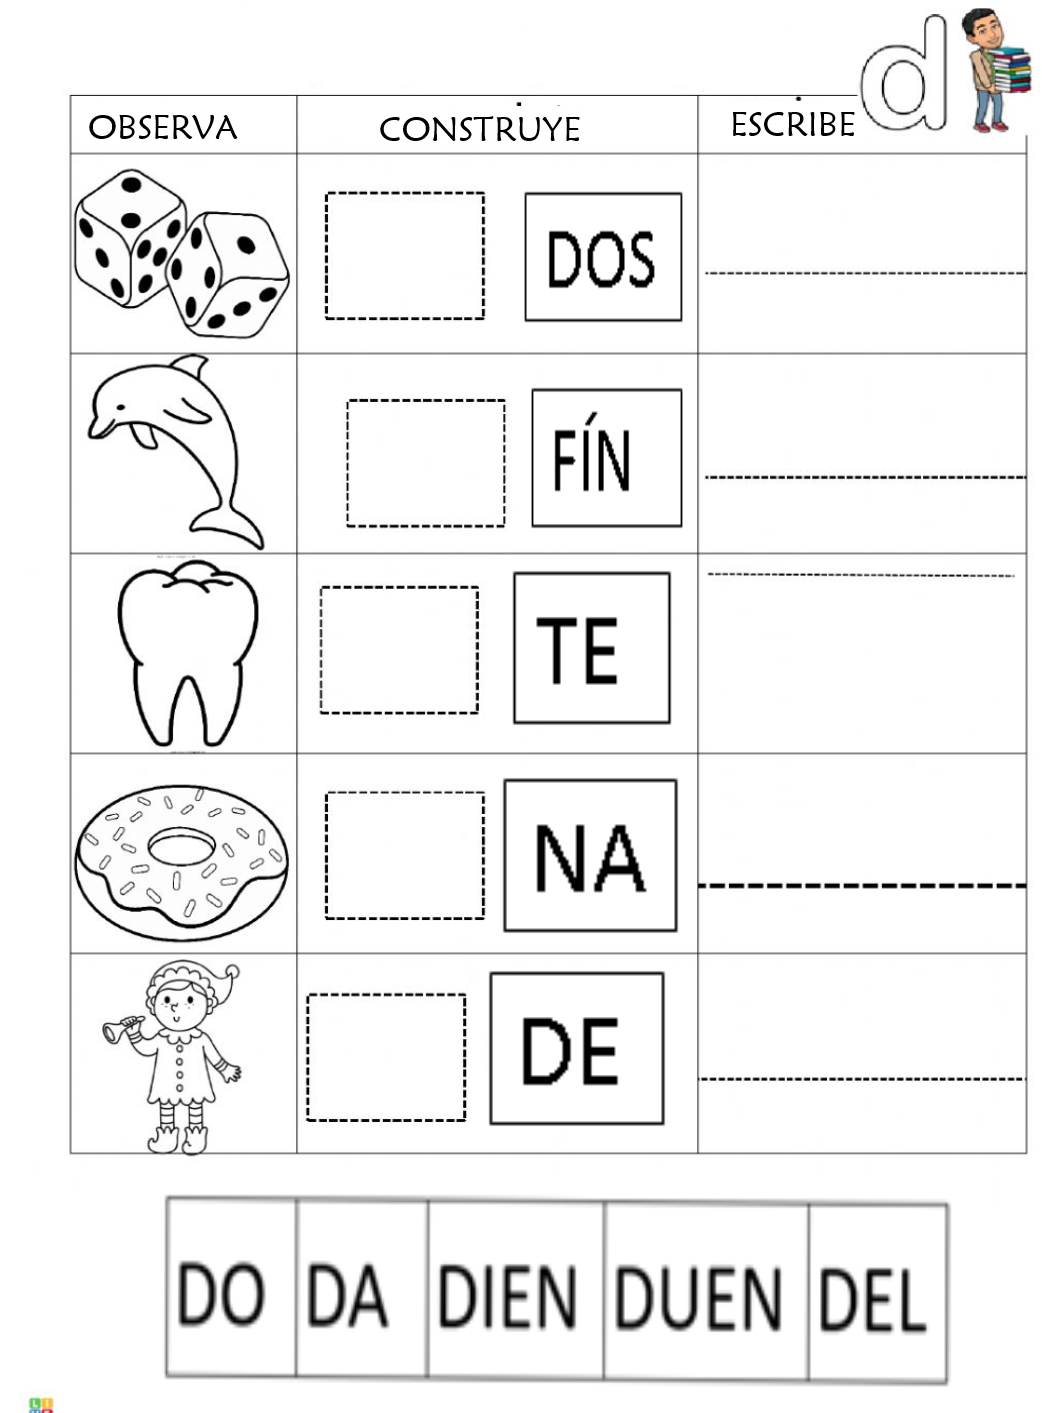 d
OBSERVA CONSTRUYE ESCRIBE
DOS
FÍN
TE
NA
DE
DO DA DIEN DUEN DEL